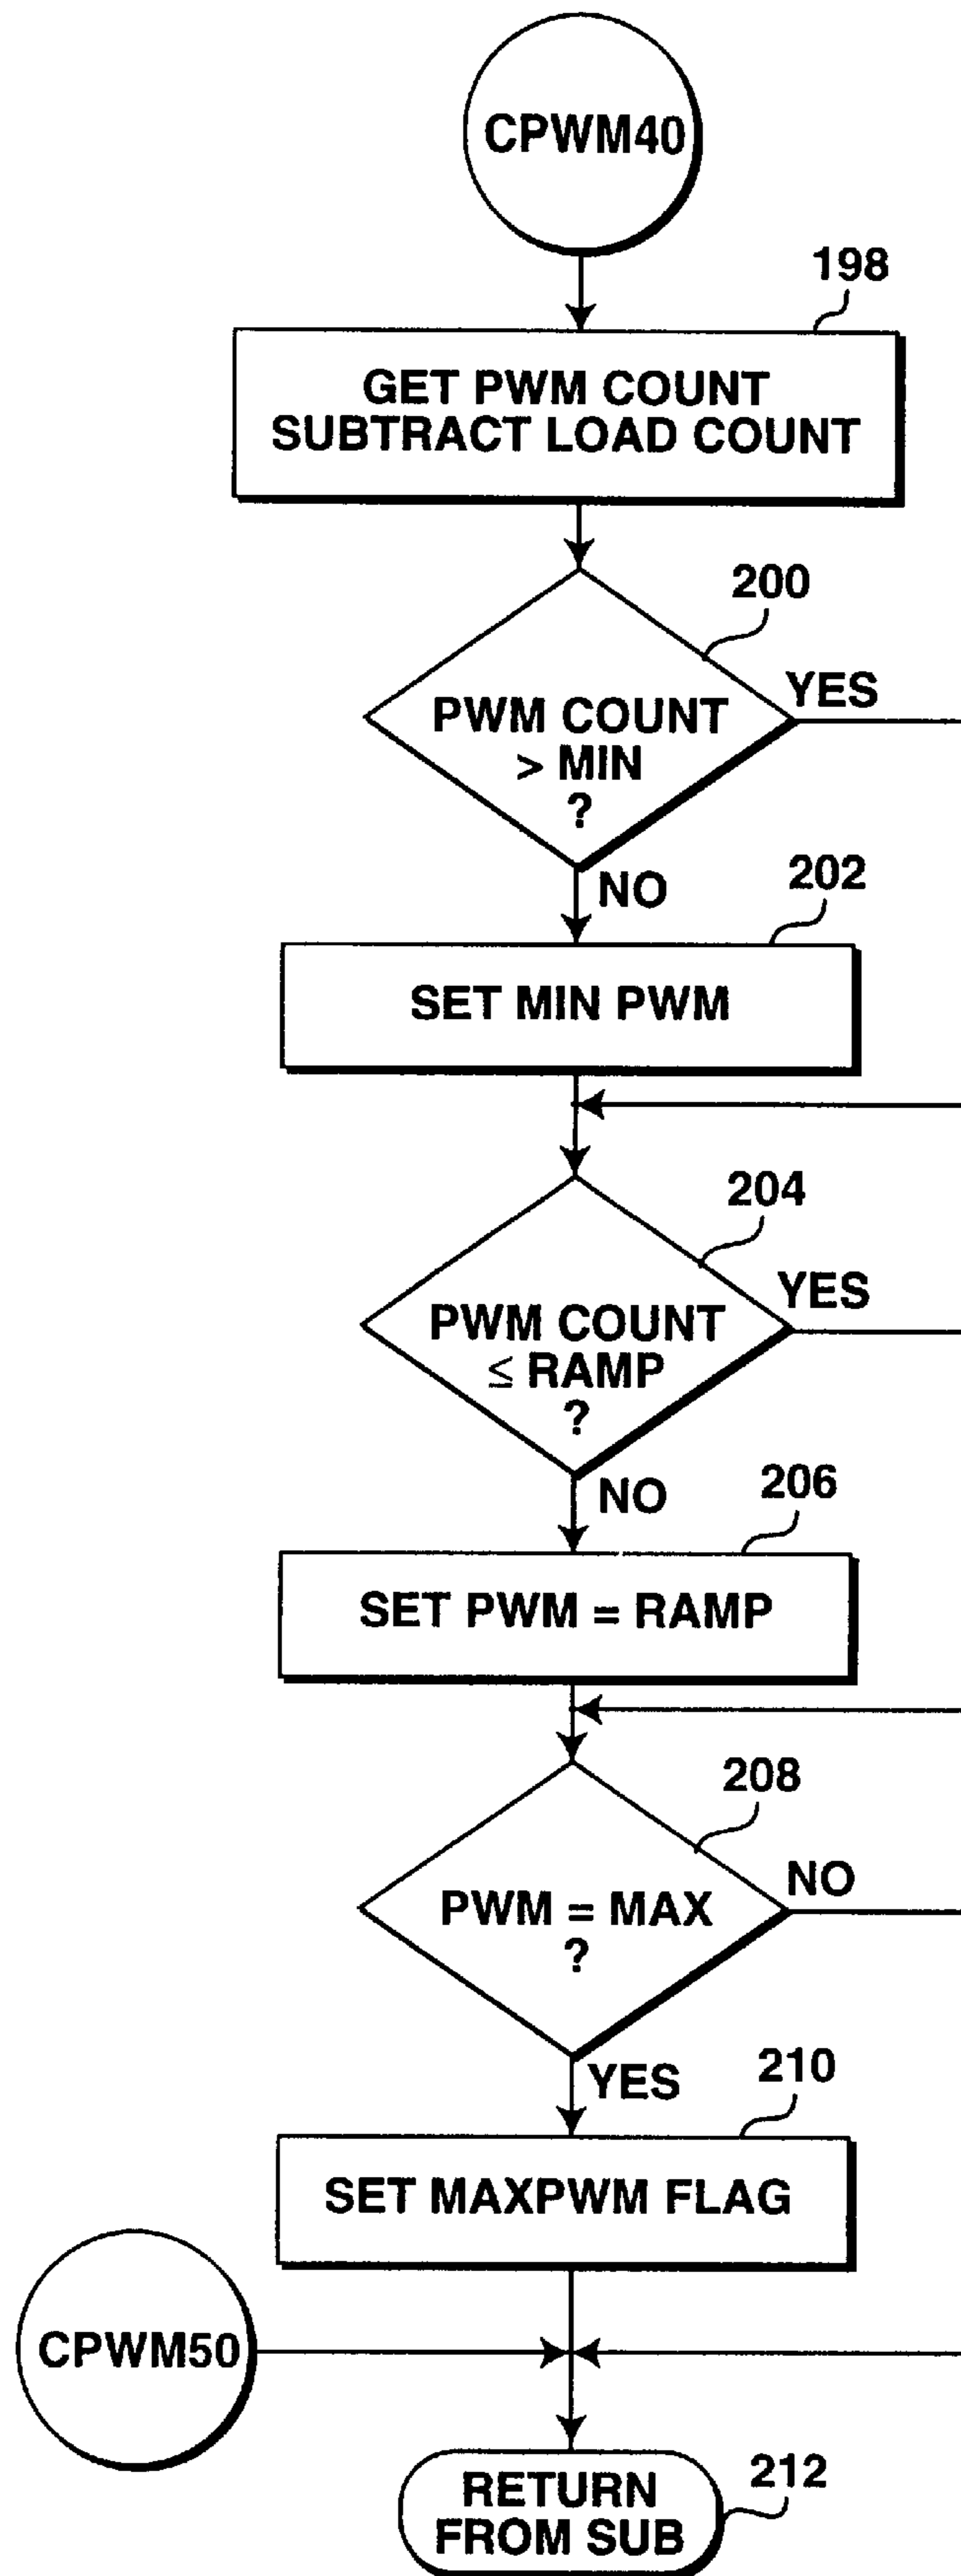 CPWM40
198
GET PWM COUNT
SUBTRACT LOAD COUNT
200
PWM COUNT
> MIN
?
YES
NO
202
SET MIN PWM
204
PWM COUNT
≤ RAMP
?
YES
NO
206
SET PWM = RAMP
208
PWM = MAX
?
NO
YES
210
SET MAXPWM FLAG
CPWM50
RETURN
FROM SUB
212